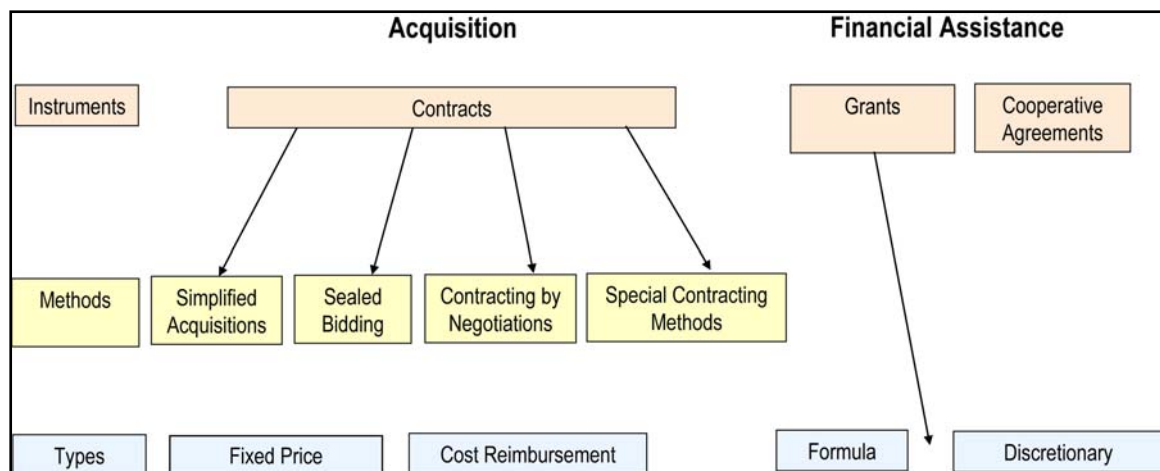 Acquisition
Financial Assistance
Instruments
Contracts
Grants
Cooperative
Agreements
Methods
Simplified
Acquisitions
Sealed
Bidding
Contracting by
Negotiations
Special Contracting
Methods
Types
Fixed Price
Cost Reimbursement
Formula
Discretionary